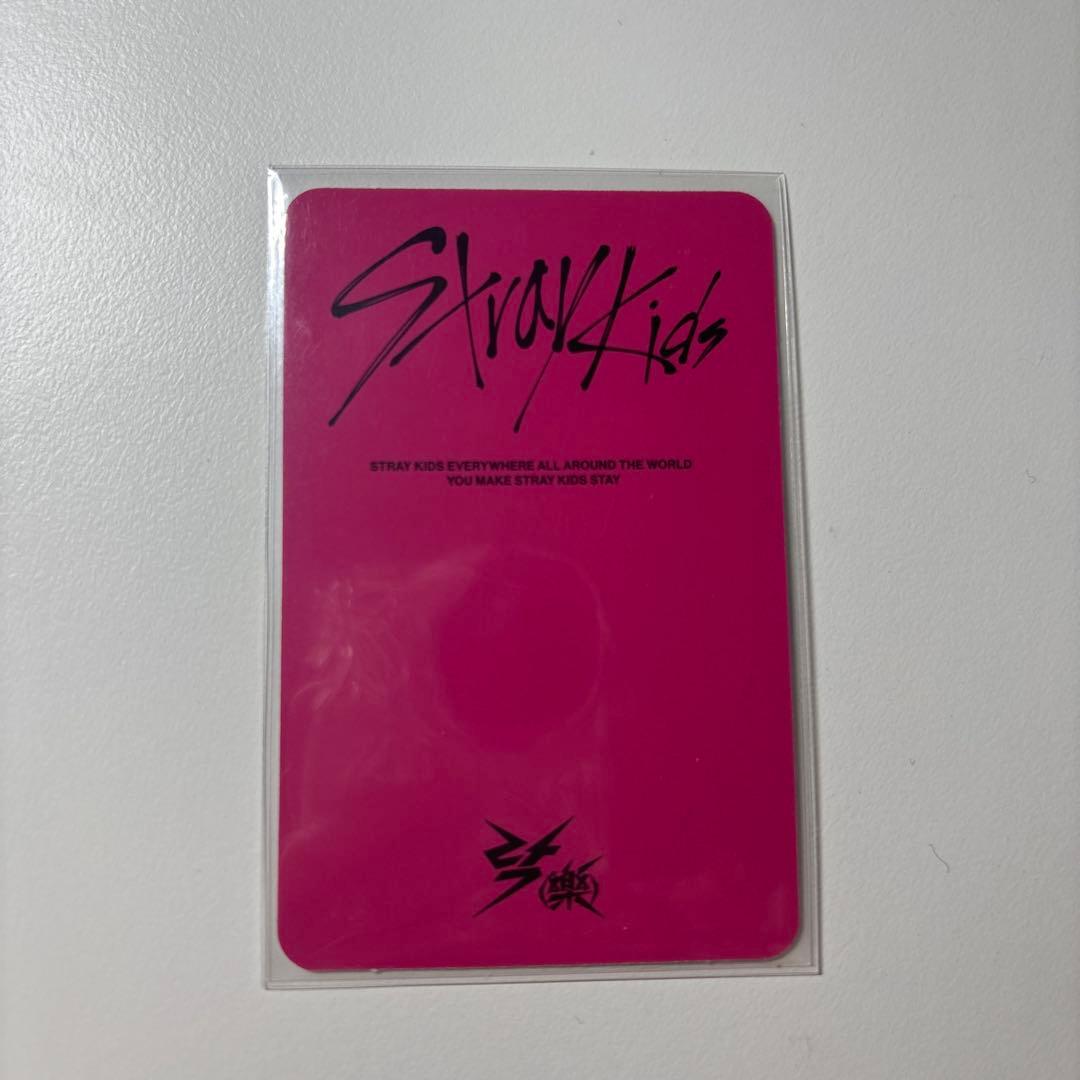 Stray Kids
STRAY KIDS EVERYWHERE ALL AROUND THE WORLD
YOU MAKE STRAY KIDS STAY
락
(樂)